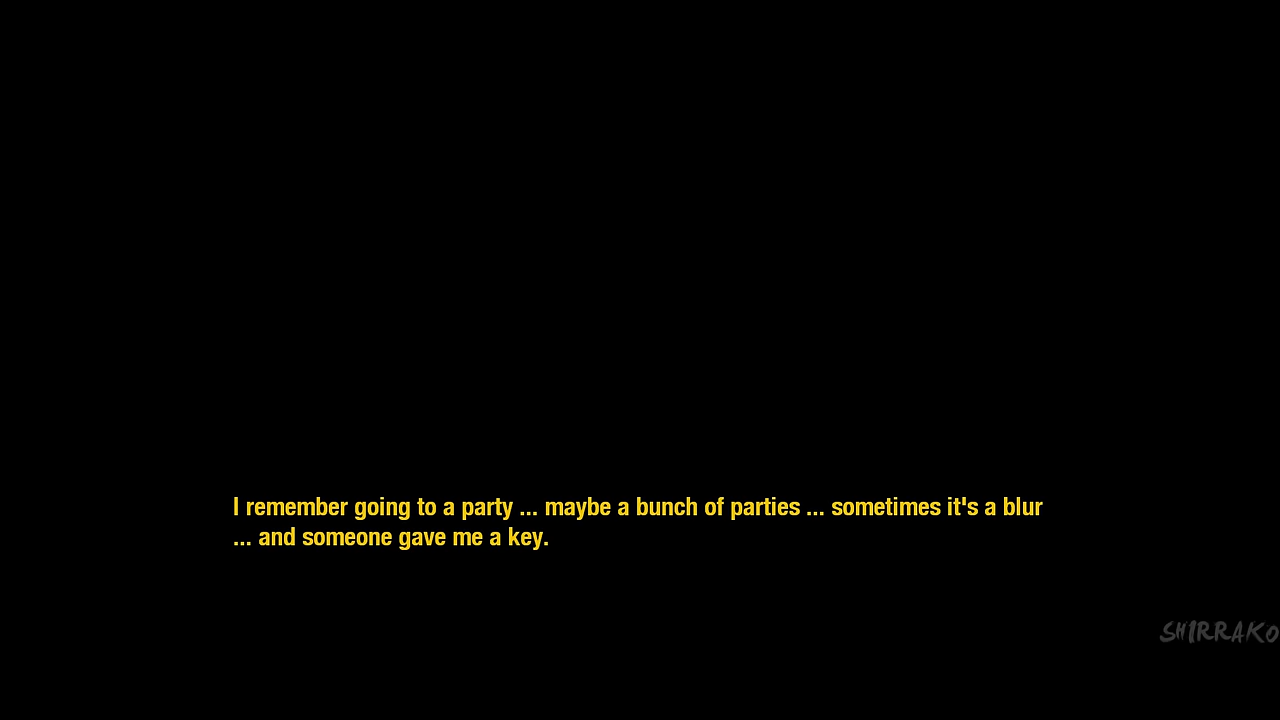 I remember going to a party ... maybe a bunch of parties ... sometimes it's a blur
... and someone gave me a key.
SHIRRAKO